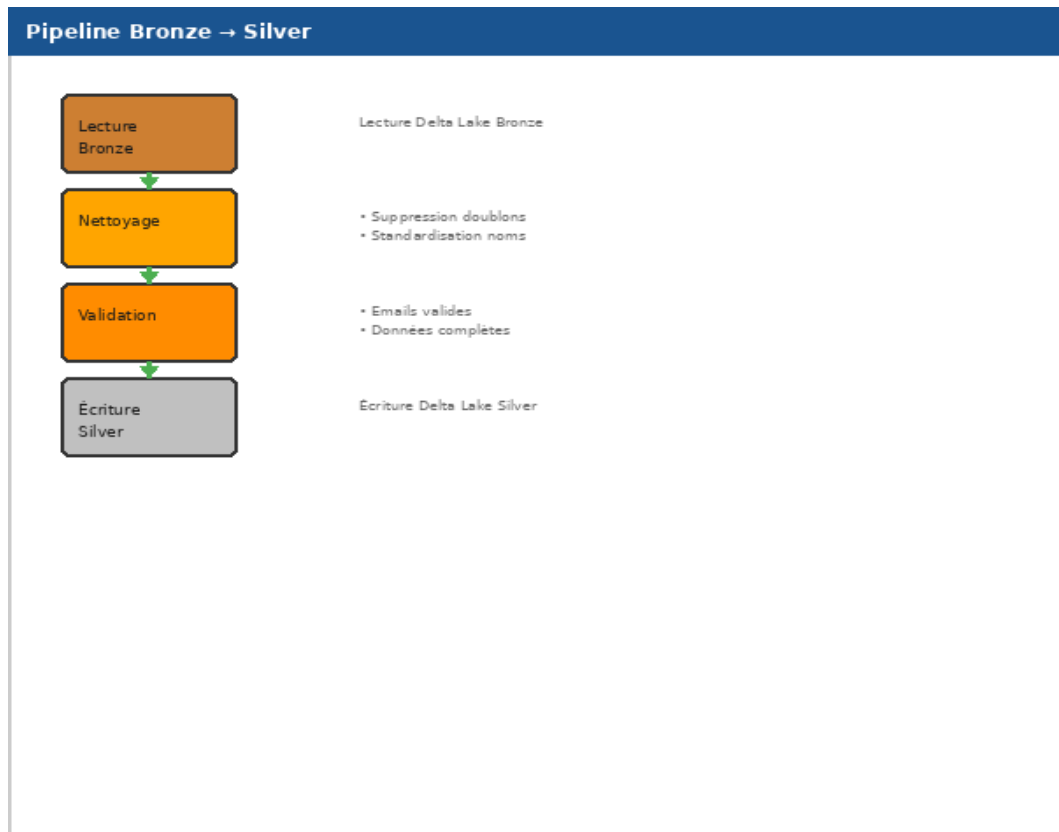 Pipeline Bronze → Silver
Lecture
Bronze
Lecture Delta Lake Bronze
Nettoyage
• Suppression doublons
• Standardisation noms
Validation
• Emails valides
• Données complètes
Écriture
Silver
Écriture Delta Lake Silver